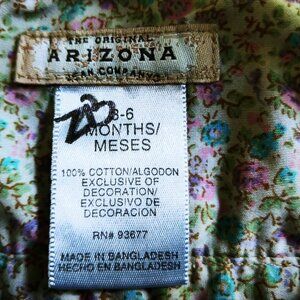 THE ORIGINAL
ARIZONA
JEAN COMPANY
3-6
MONTHS/
MESES
100% COTTON/ALGODON
EXCLUSIVE OF
DECORATION/
EXCLUSIVO DE
DECORACION
RN# 93677
MADE IN BANGLADESH
HECHO EN BANGLADESH